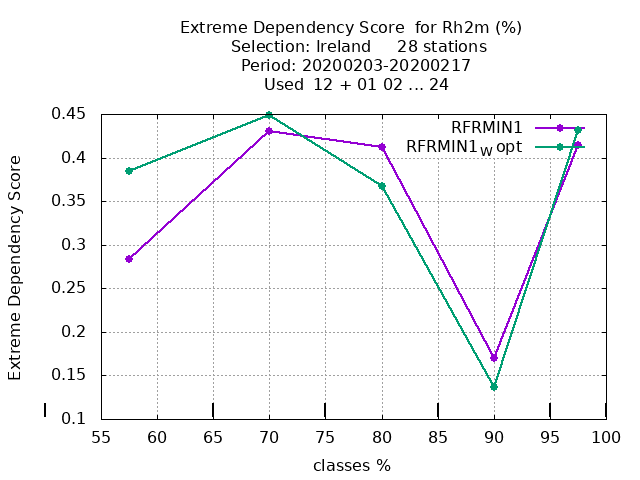 Extreme Dependency Score for Rh2m (%)
Selection: Ireland 28 stations
Period: 20200203-20200217
Used 12 + 01 02 ... 24
RFRMIN1
RFRMIN1W opt
Extreme Dependency Score
0.45
0.4
0.35
0.3
0.25
0.2
0.15
0.1
55 60 65 70 75 80 85 90 95 100
classes %